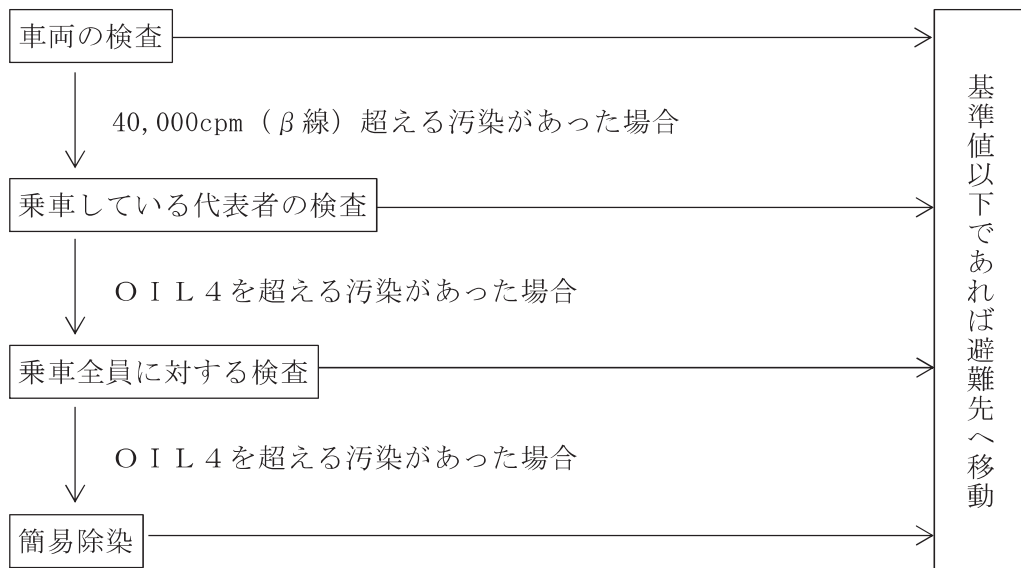 車両の検査
40,000cpm（β線）超える汚染があった場合
乗車している代表者の検査
ＯＩＬ４を超える汚染があった場合
乗車全員に対する検査
ＯＩＬ４を超える汚染があった場合
簡易除染
基準値以下であれば避難先へ移動